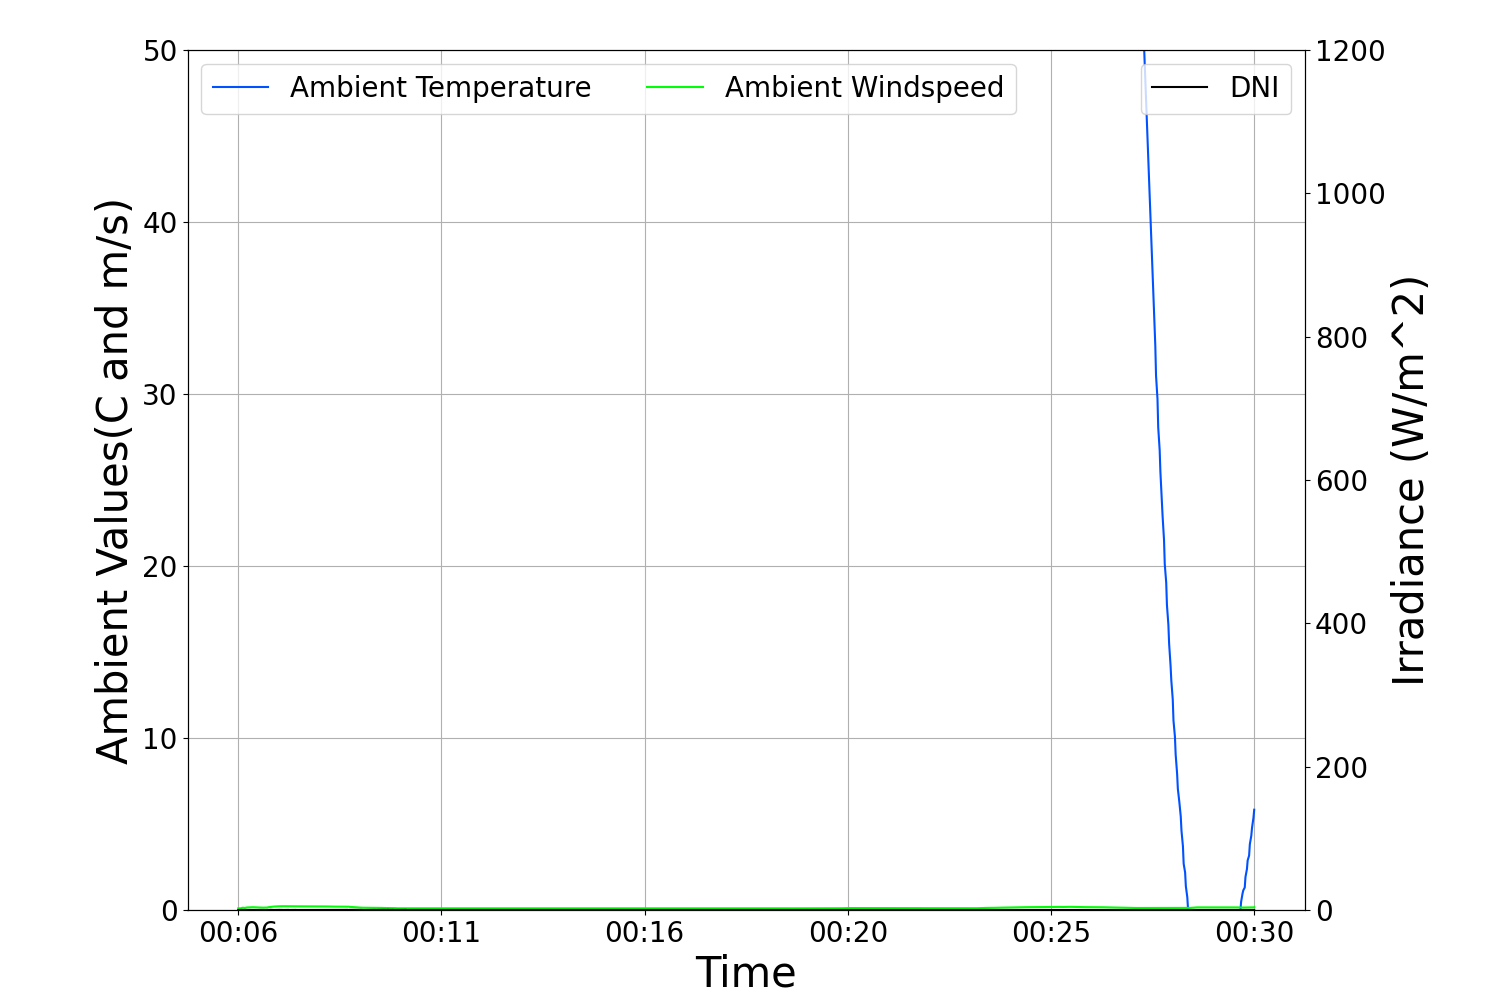 Ambient Temperature
Ambient Windspeed
DNI
Ambient Values(C and m/s)
50
40
30
20
10
0
1200
1000
800
600
400
200
0
Irradiance (W/m^2)
00:06 00:11 00:16 00:20 00:25 00:30
Time